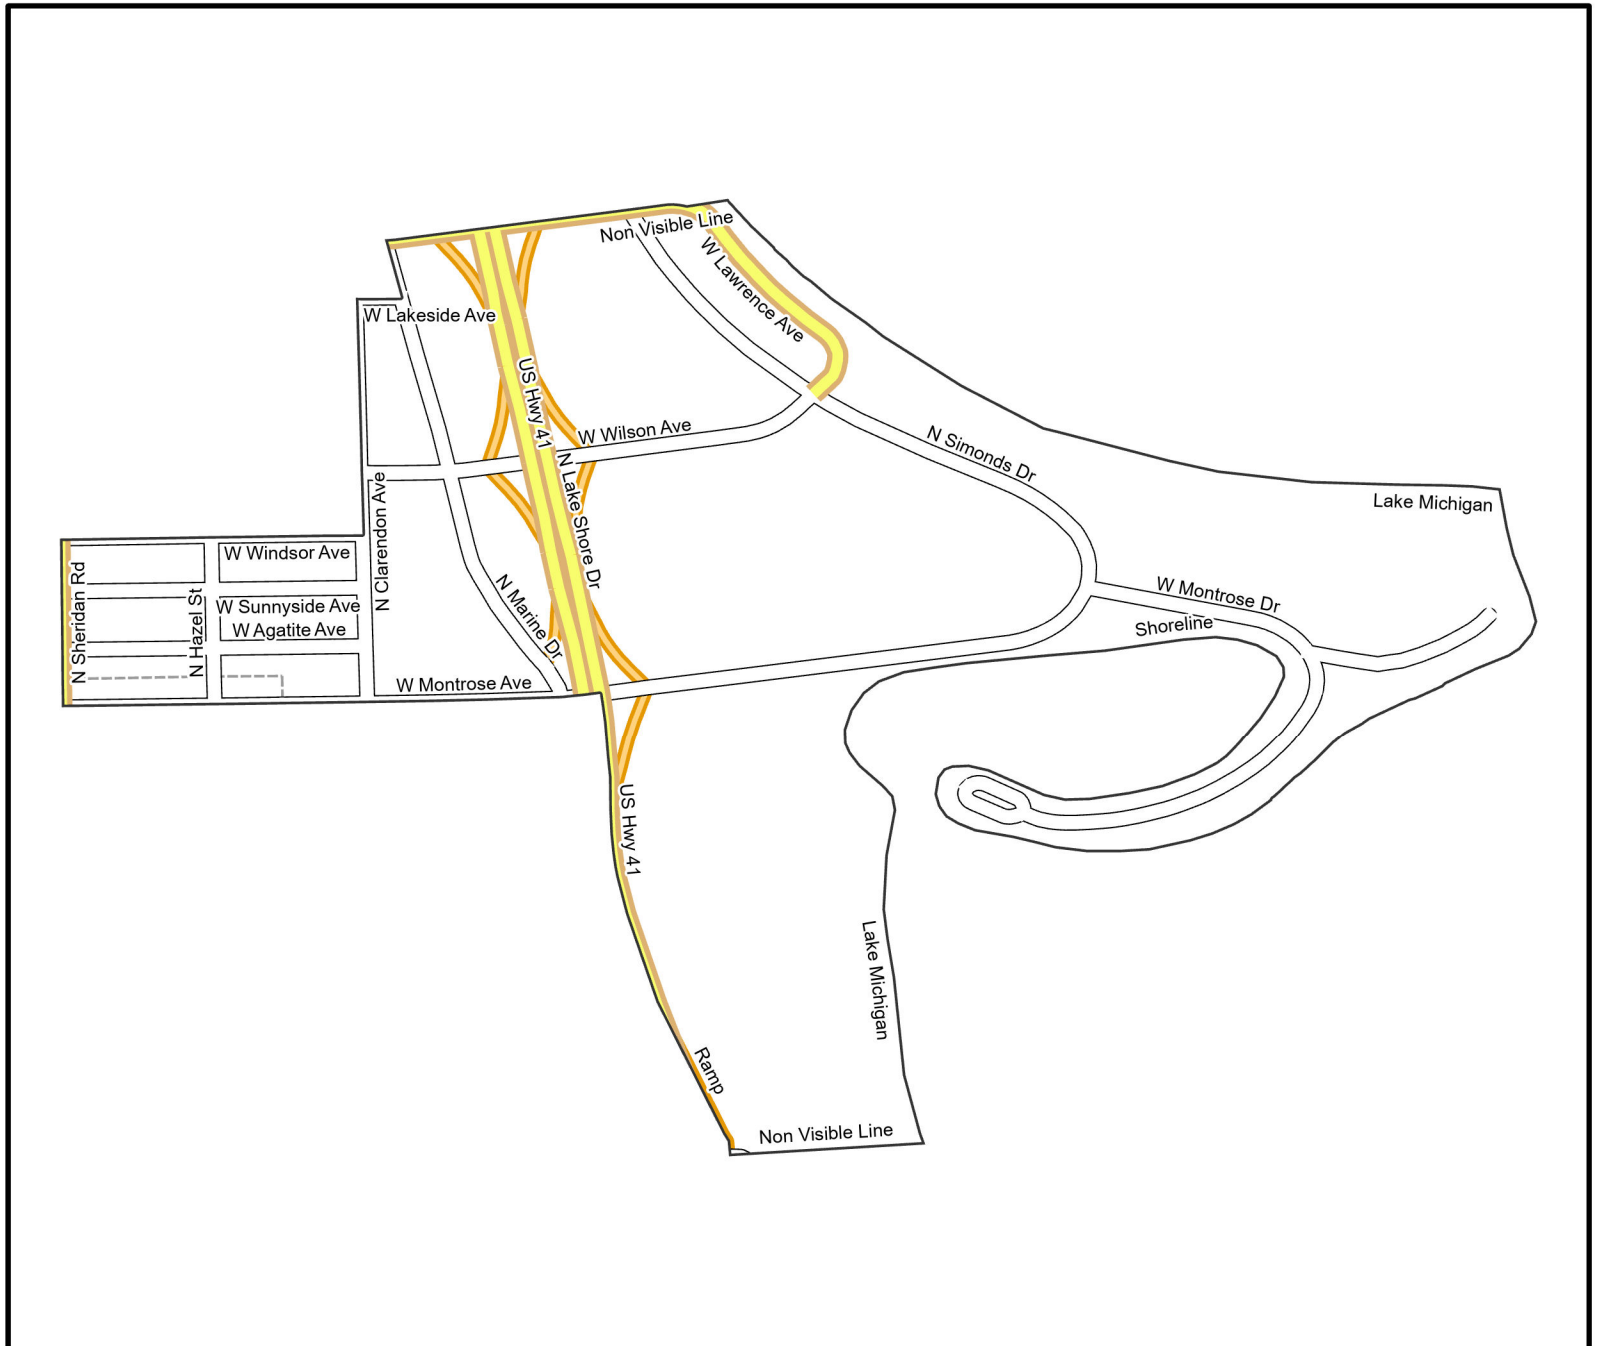 Non Visible Line
W Lawrence Ave
W Lakeside Ave
US Hwy 41
W Wilson Ave
N Simonds Dr
Lake Michigan
N Lake Shore Dr
N Clarendon Ave
W Windsor Ave
N Sheridan Rd
N Hazel St
W Sunnyside Ave
W Agatite Ave
N Marine Dr
W Montrose Dr
Shoreline
W Montrose Ave
US Hwy 41
Lake Michigan
Ramp
Non Visible Line